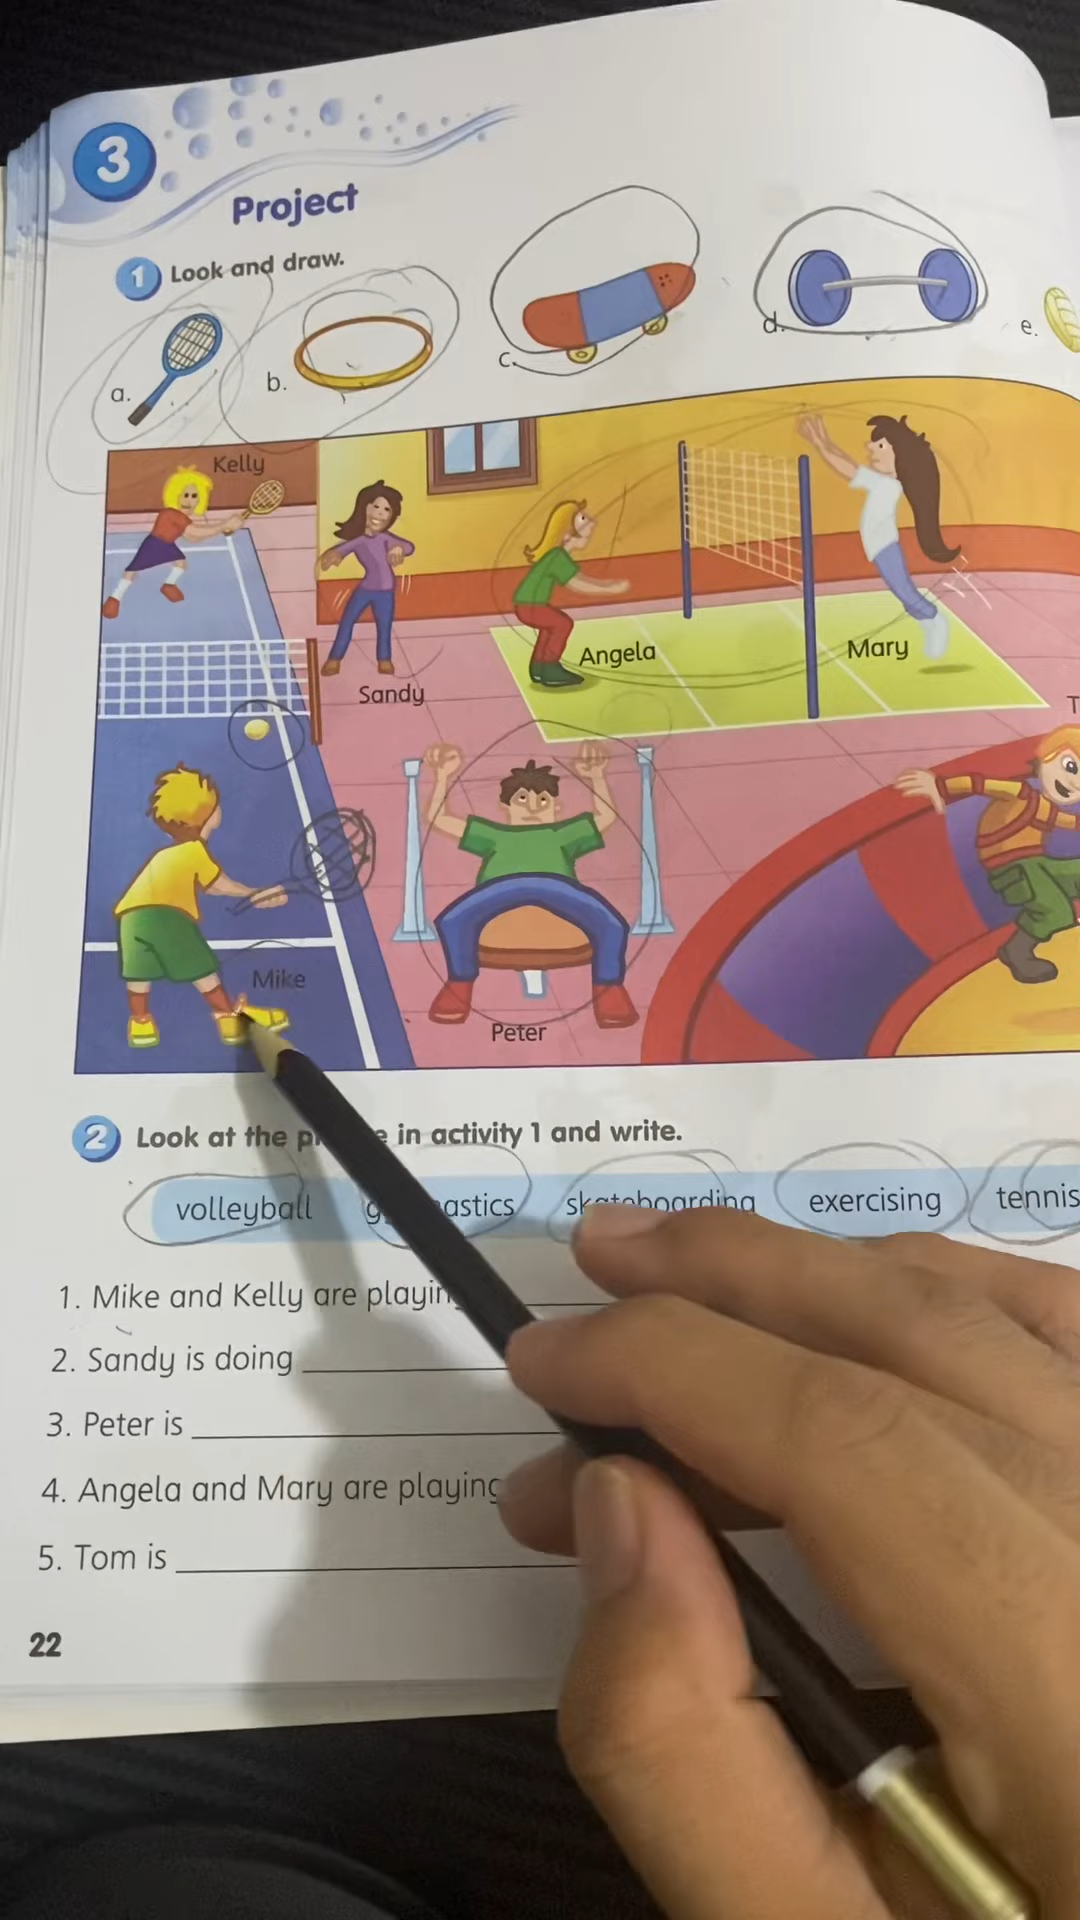 3
Project
1 Look and draw.
a.
b.
c.
d.
e.
Kelly
Sandy
Angela
Mary
T
Mike
Peter
2 Look at the in activity 1 and write.
volleyball skateboarding exercising tennis
1. Mike and Kelly are playing
2. Sandy is doing
3. Peter is
4. Angela and Mary are playing
5. Tom is
22